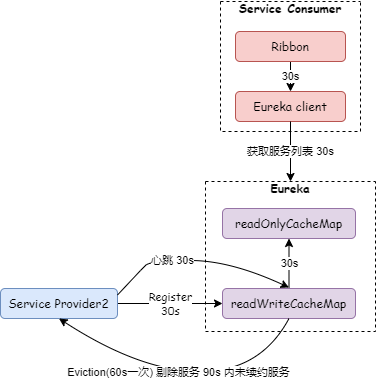 Service Consumer
Ribbon
30s
Eureka client
获取服务列表 30s
Eureka
readOnlyCacheMap
心跳 30s
30s
Service Provider2
Register
30s
readWriteCacheMap
Eviction(60s一次) 剔除服务 90s 内未续约服务